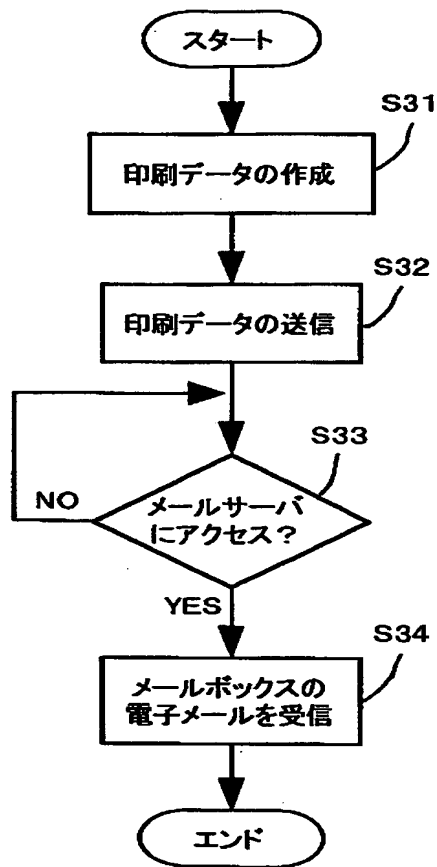 スタート
S31
印刷データの作成
S32
印刷データの送信
S33
メールサーバ
にアクセス?
NO
YES
S34
メールボックスの
電子メールを受信
エンド